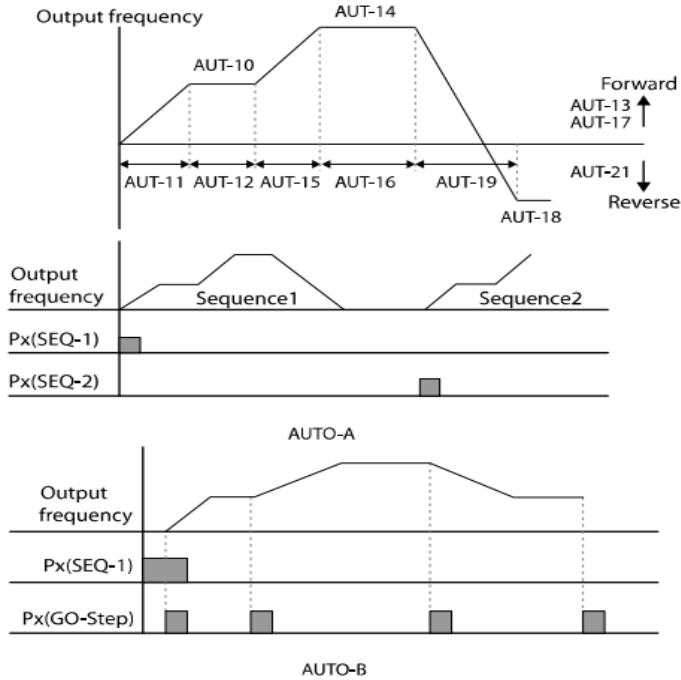 Output frequency
AUT-14
AUT-10
Forward
AUT-13
AUT-17
AUT-11
AUT-12
AUT-15
AUT-16
AUT-19
AUT-21
AUT-18
Reverse
Output
frequency
Sequence1
Sequence2
Px(SEQ-1)
Px(SEQ-2)
AUTO-A
Output
frequency
Px(SEQ-1)
Px(GO-Step)
AUTO-B